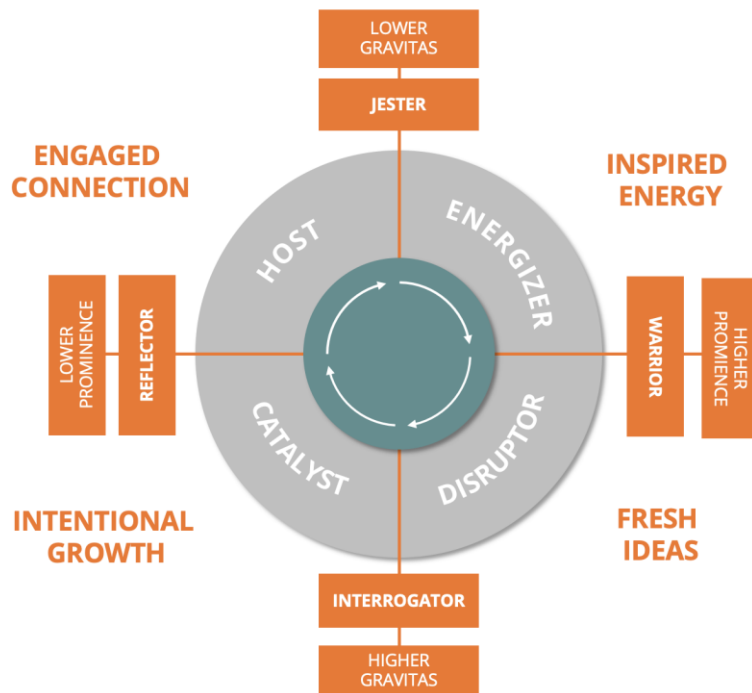 LOWER
GRAVITAS
JESTER
ENGAGED
CONNECTION
INSPIRED
ENERGY
HOST
ENERGIZER
LOWER
PROMINENCE
REFLECTOR
WARRIOR
HIGHER
PROMIENCE
CATALYST
DISRUPTOR
INTENTIONAL
GROWTH
FRESH
IDEAS
INTERROGATOR
HIGHER
GRAVITAS